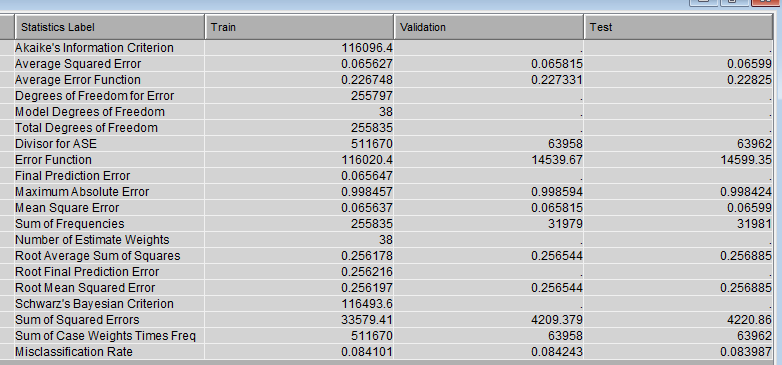 Statistics Label Train Validation Test
Akaike's Information Criterion 116096.4 . .
Average Squared Error 0.065627 0.065815 0.06599
Average Error Function 0.226748 0.227331 0.22825
Degrees of Freedom for Error 255797 . .
Model Degrees of Freedom 38 . .
Total Degrees of Freedom 255835 . .
Divisor for ASE 511670 63958 63962
Error Function 116020.4 14539.67 14599.35
Final Prediction Error 0.065647 . .
Maximum Absolute Error 0.998457 0.998594 0.998424
Mean Square Error 0.065637 0.065815 0.06599
Sum of Frequencies 255835 31979 31981
Number of Estimate Weights 38 . .
Root Average Sum of Squares 0.256178 0.256544 0.256885
Root Final Prediction Error 0.256216 . .
Root Mean Squared Error 0.256197 0.256544 0.256885
Schwarz's Bayesian Criterion 116493.6 . .
Sum of Squared Errors 33579.41 4209.379 4220.86
Sum of Case Weights Times Freq 511670 63958 63962
Misclassification Rate 0.084101 0.084243 0.083987